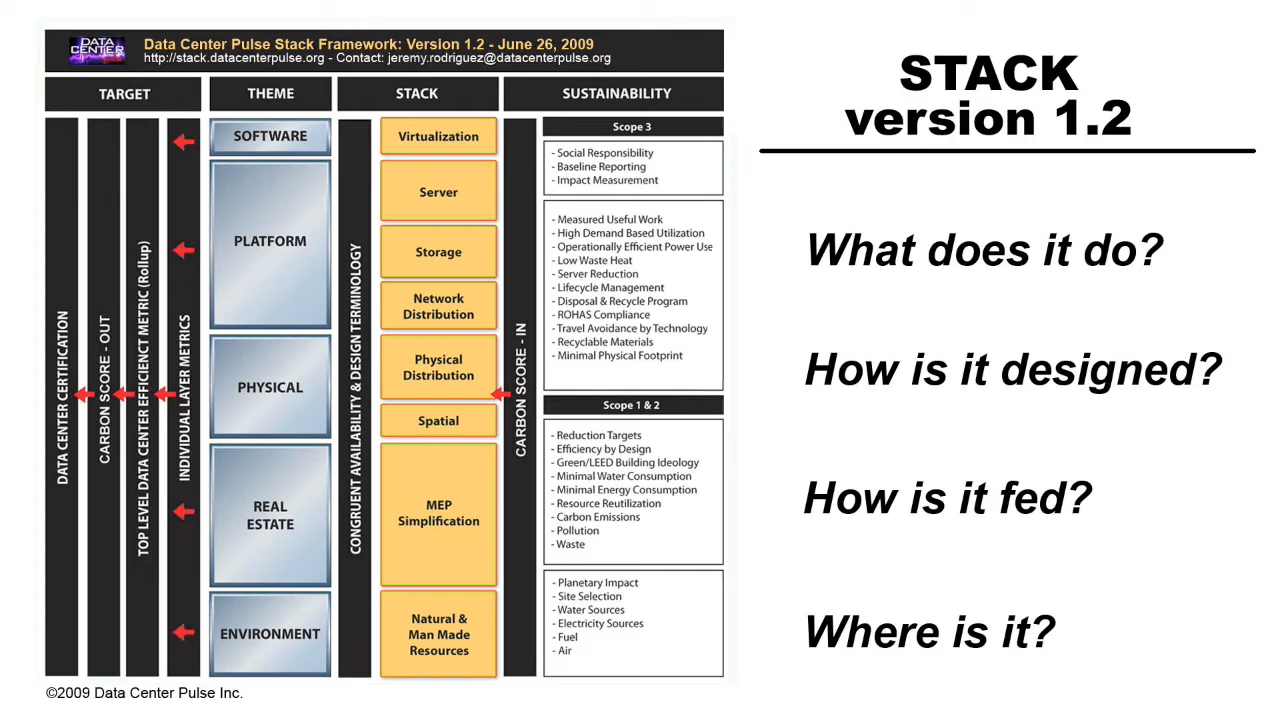 DATA
CENTER
Data Center Pulse Stack Framework: Version 1.2 - June 26, 2009
http://stack.datacenterpulse.org - Contact: jeremy.rodriguez@datacenterpulse.org
TARGET
THEME
STACK
SUSTAINABILITY
DATA CENTER CERTIFICATION
CARBON SCORE - OUT
TOP LEVEL DATA CENTER EFFICIENCT METRIC (Rollup)
INDIVIDUAL LAYER METRICS
SOFTWARE
PLATFORM
PHYSICAL
REAL
ESTATE
ENVIRONMENT
CONGRUENT AVAILABILITY & DESIGN TERMINOLOGY
Virtualization
Server
Storage
Network
Distribution
Physical
Distribution
Spatial
MEP
Simplification
Natural &
Man Made
Resources
CARBON SCORE - IN
Scope 3
- Social Responsibility
- Baseline Reporting
- Impact Measurement
- Measured Useful Work
- High Demand Based Utilization
- Operationally Efficient Power Use
- Low Waste Heat
- Server Reduction
- Lifecycle Management
- Disposal & Recycle Program
- ROHAS Compliance
- Travel Avoidance by Technology
- Recyclable Materials
- Minimal Physical Footprint
Scope 1 & 2
- Reduction Targets
- Efficiency by Design
- Green/LEED Building Ideology
- Minimal Water Consumption
- Minimal Energy Consumption
- Resource Reutilization
- Carbon Emissions
- Pollution
- Waste
- Planetary Impact
- Site Selection
- Water Sources
- Electricity Sources
- Fuel
- Air
©2009 Data Center Pulse Inc.
STACK
version 1.2
What does it do?
How is it designed?
How is it fed?
Where is it?